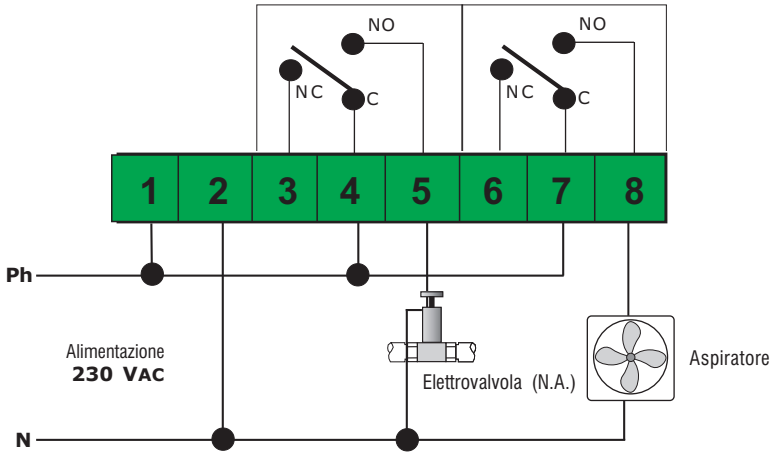 NO
NC
C
NO
NC
C
1 2 3 4 5 6 7 8
Ph
Alimentazione
230 VAC
Elettrovalvola (N.A.)
Aspiratore
N